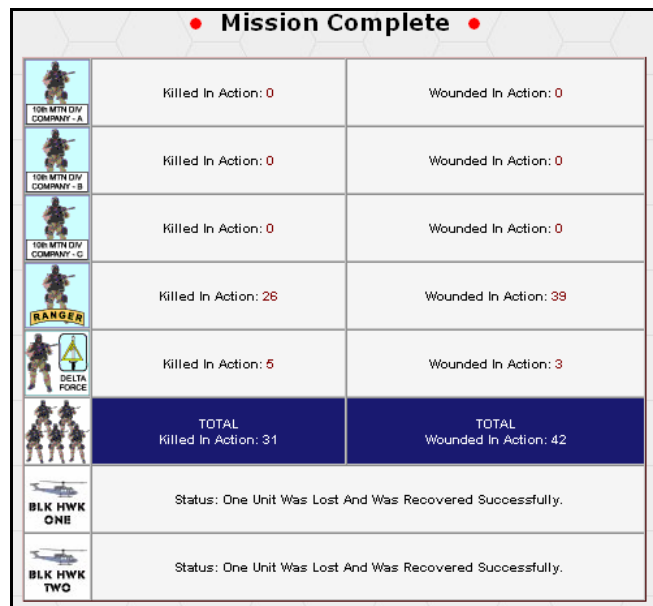 Mission Complete
10th MTN DIV
COMPANY - A
Killed In Action: 0
Wounded In Action: 0
10th MTN DIV
COMPANY - B
Killed In Action: 0
Wounded In Action: 0
10th MTN DIV
COMPANY - C
Killed In Action: 0
Wounded In Action: 0
RANGER
Killed In Action: 26
Wounded In Action: 39
DELTA
FORCE
Killed In Action: 5
Wounded In Action: 3
TOTAL
Killed In Action: 31
TOTAL
Wounded In Action: 42
BLK HWK
ONE
Status: One Unit Was Lost And Was Recovered Successfully.
BLK HWK
TWO
Status: One Unit Was Lost And Was Recovered Successfully.